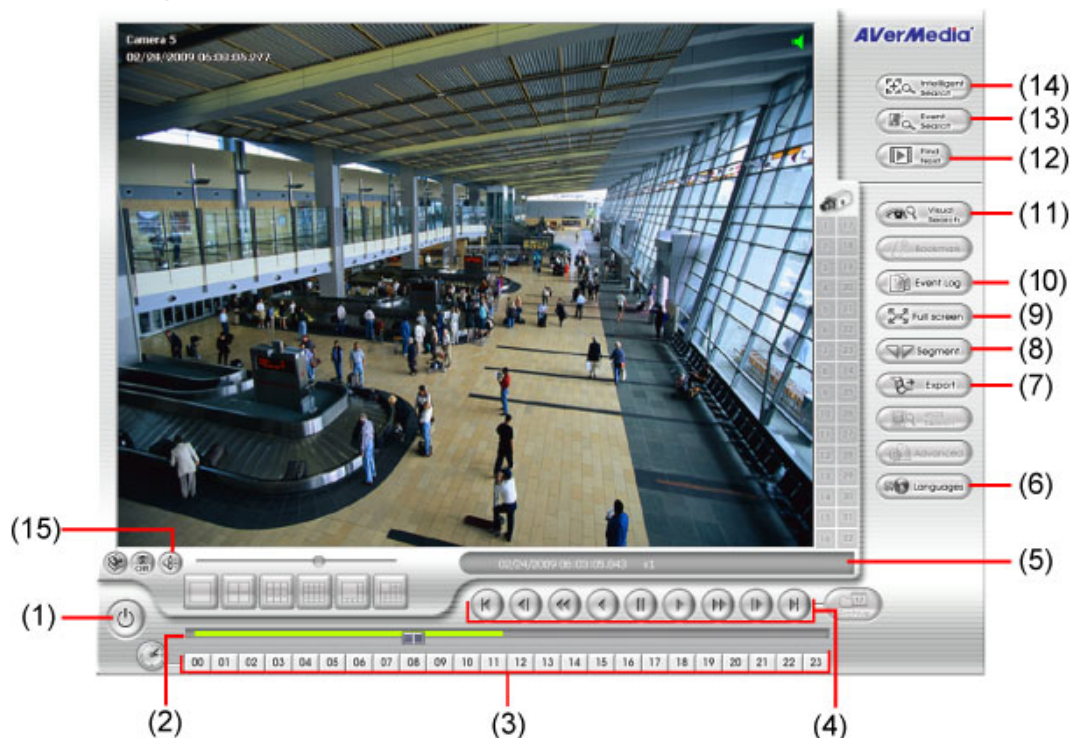 Camera 5
02/24/2009 06:03:05.277
AVerMedia
Intelligent Search
(14)
Event Search
(13)
Find Next
(12)
Visual Search
(11)
Bookmark
Event Log
(10)
Full screen
(9)
Segment
(8)
Export
(7)
Advanced
Languages
(6)
(15)
Off
02/24/2009 06:03:05.843 x1
(5)
(1)
00 01 02 03 04 05 06 07 08 09 10 11 12 13 14 15 16 17 18 19 20 21 22 23
(2)
(3)
(4)